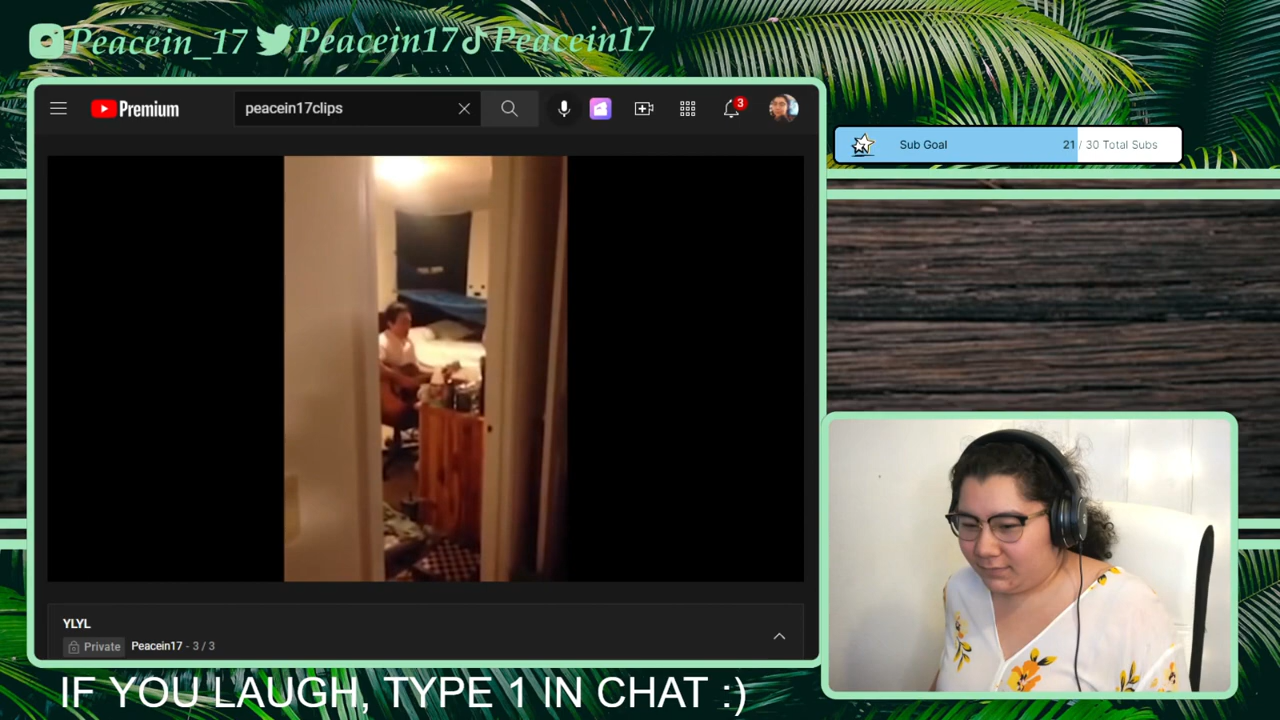 Peacein_17 Peacein17 Peacein17
Premium
peacein17clips
3
Sub Goal 21 / 30 Total Subs
YLYL
Private Peacein17 - 3 / 3
IF YOU LAUGH, TYPE 1 IN CHAT :)